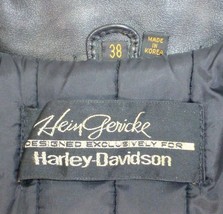 38
MADE IN
KOREA
Hein Gericke
DESIGNED EXCLUSIVELY FOR
Harley-Davidson